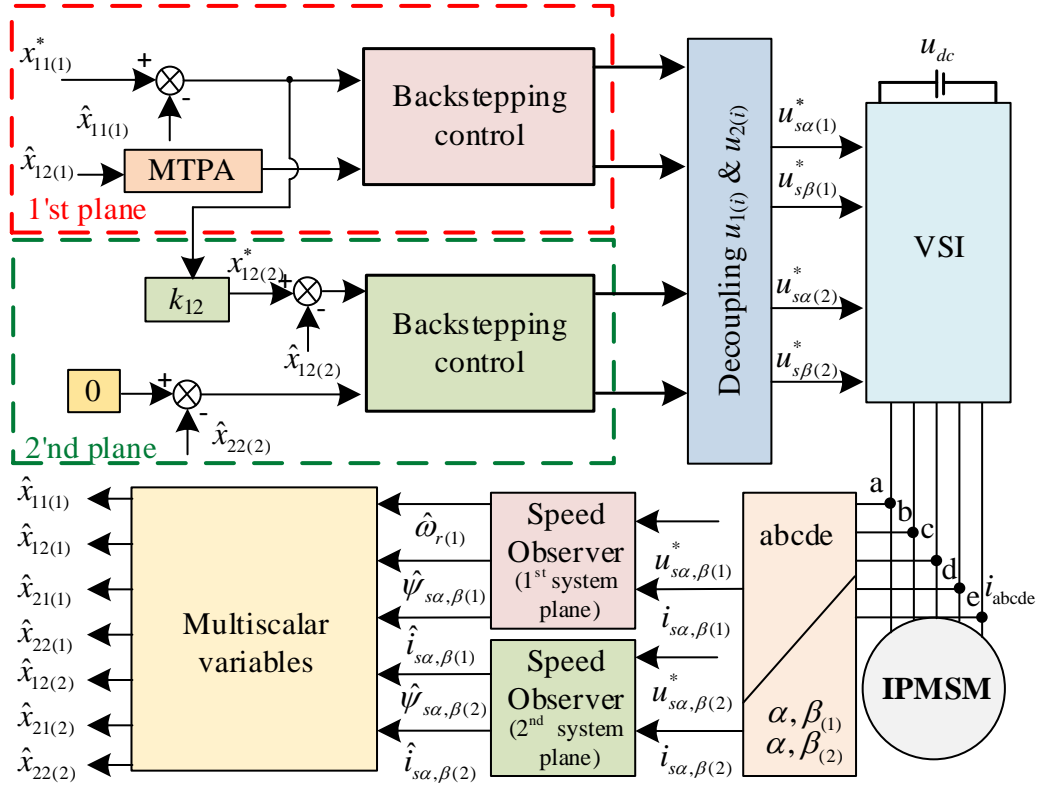 x*11(1)
+
-
x̂11(1)
x̂12(1)
MTPA
Backstepping
control
1'st plane
k12
x*12(2)
+
-
x̂12(2)
Backstepping
control
0
+
-
x̂22(2)
2'nd plane
Decoupling u1(i) & u2(i)
u*sα(1)
u*sβ(1)
u*sα(2)
u*sβ(2)
udc
VSI
a
b
c
d
e
iabcde
IPMSM
abcde
α, β(1)
α, β(2)
u*sα,β(1)
isα,β(1)
u*sα,β(2)
isα,β(2)
Speed
Observer
(1st system
plane)
Speed
Observer
(2nd system
plane)
ω̂r(1)
ψ̂sα,β(1)
îsα,β(1)
ψ̂sα,β(2)
îsα,β(2)
Multiscalar
variables
x̂11(1)
x̂12(1)
x̂21(1)
x̂22(1)
x̂12(2)
x̂21(2)
x̂22(2)